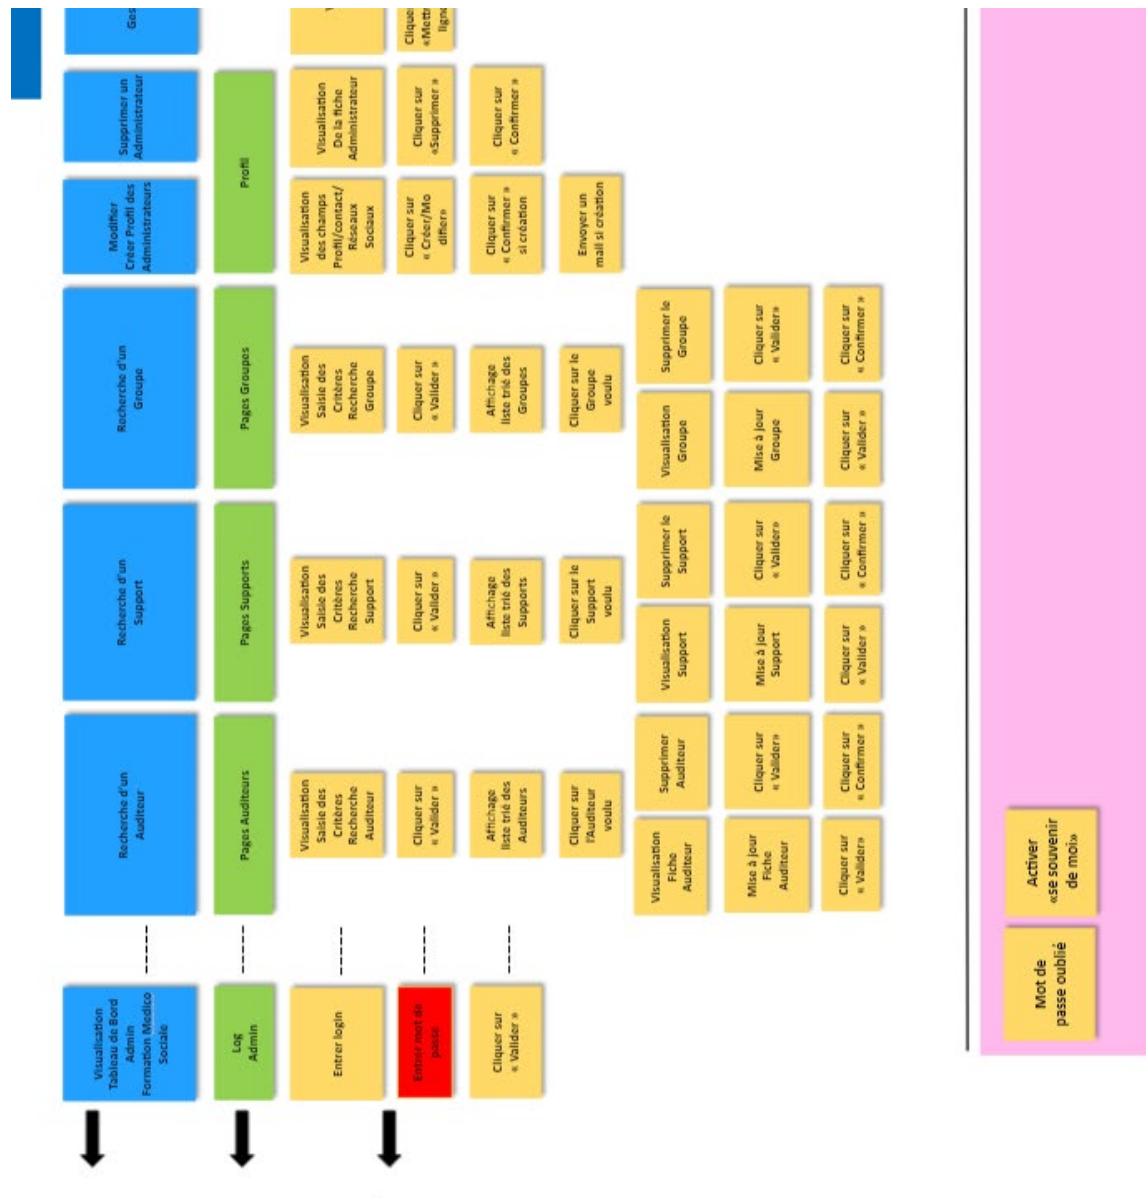 Visualisation
Tableau de Bord
Admin
Formation Medico
Sociale
Recherche d'un
Auditeur
Recherche d'un
Support
Recherche d'un
Groupe
Modifier
Créer Profil des
Administrateurs
Supprimer un
Administrateur
Ges
Log
Admin
Pages Auditeurs
Pages Supports
Pages Groupes
Profil
Entrer login
Visualisation
Saisie des
Critères
Recherche
Auditeur
Visualisation
Saisie des
Critères
Recherche
Support
Visualisation
Saisie des
Critères
Recherche
Groupe
Visualisation
des champs
Profil/contact/
Réseaux
Sociaux
Visualisation
De la fiche
Administrateur
Entrer mot de
passe
Cliquer sur
« Valider »
Cliquer sur
« Valider »
Cliquer sur
« Valider »
Cliquer sur
« Créer/Mo
difier»
Cliquer sur
«Supprimer »
Clique
«Mettr
ligne
Cliquer sur
« Valider »
Affichage
liste trié des
Auditeurs
Affichage
liste trié des
Supports
Affichage
liste trié des
Groupes
Cliquer sur
« Confirmer »
si création
Cliquer sur
« Confirmer »
Cliquer sur
l'Auditeur
voulu
Cliquer sur le
Support
voulu
Cliquer sur le
Groupe
voulu
Envoyer un
mail si création
Visualisation
Fiche
Auditeur
Supprimer
Auditeur
Visualisation
Support
Supprimer le
Support
Visualisation
Groupe
Supprimer le
Groupe
Mise à jour
Fiche
Auditeur
Cliquer sur
« Valider»
Mise à jour
Support
Cliquer sur
« Valider»
Mise à jour
Groupe
Cliquer sur
« Valider»
Cliquer sur
« Valider»
Cliquer sur
« Confirmer »
Cliquer sur
« Valider »
Cliquer sur
« Confirmer »
Cliquer sur
« Valider »
Cliquer sur
« Confirmer »
Mot de
passe oublié
Activer
«se souvenir
de moi»